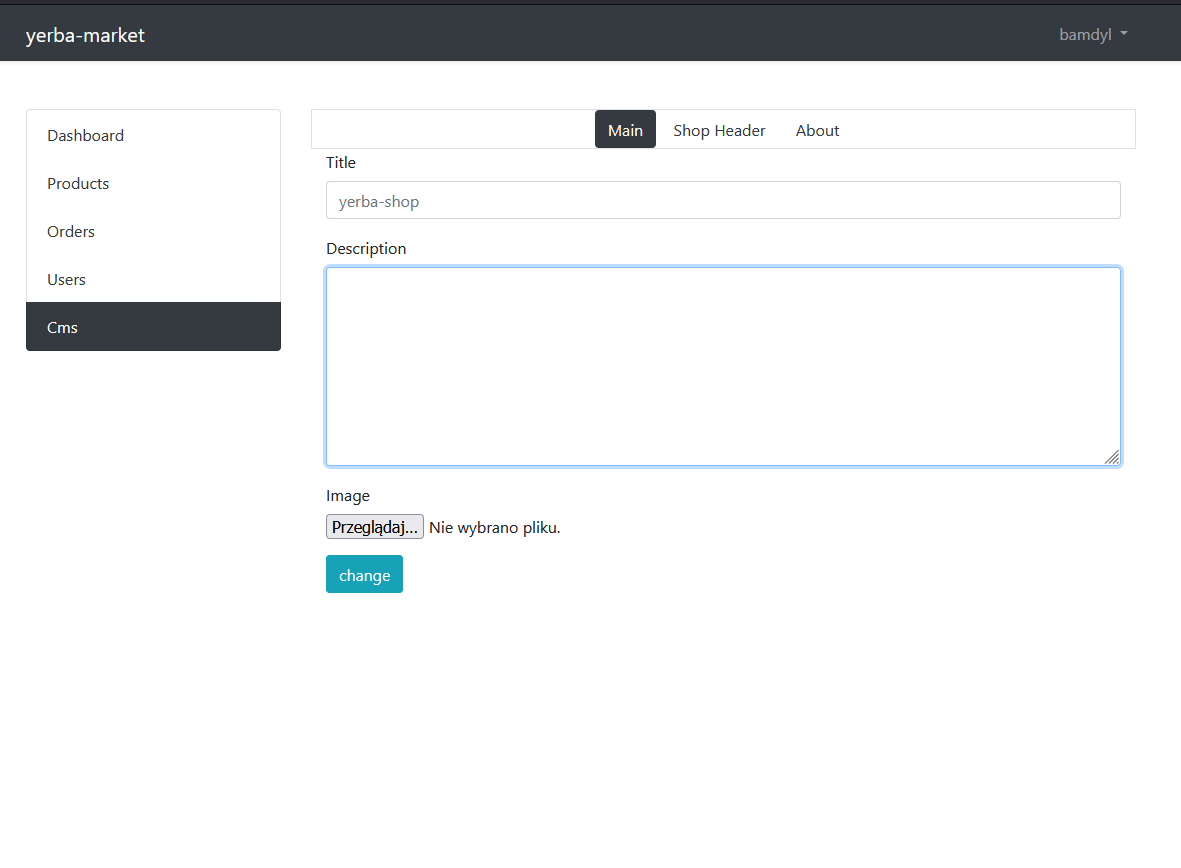 yerba-market
bamdyl
Dashboard
Products
Orders
Users
Cms
Main Shop Header About
Title
yerba-shop
Description
Image
Przeglądaj... Nie wybrano pliku.
change